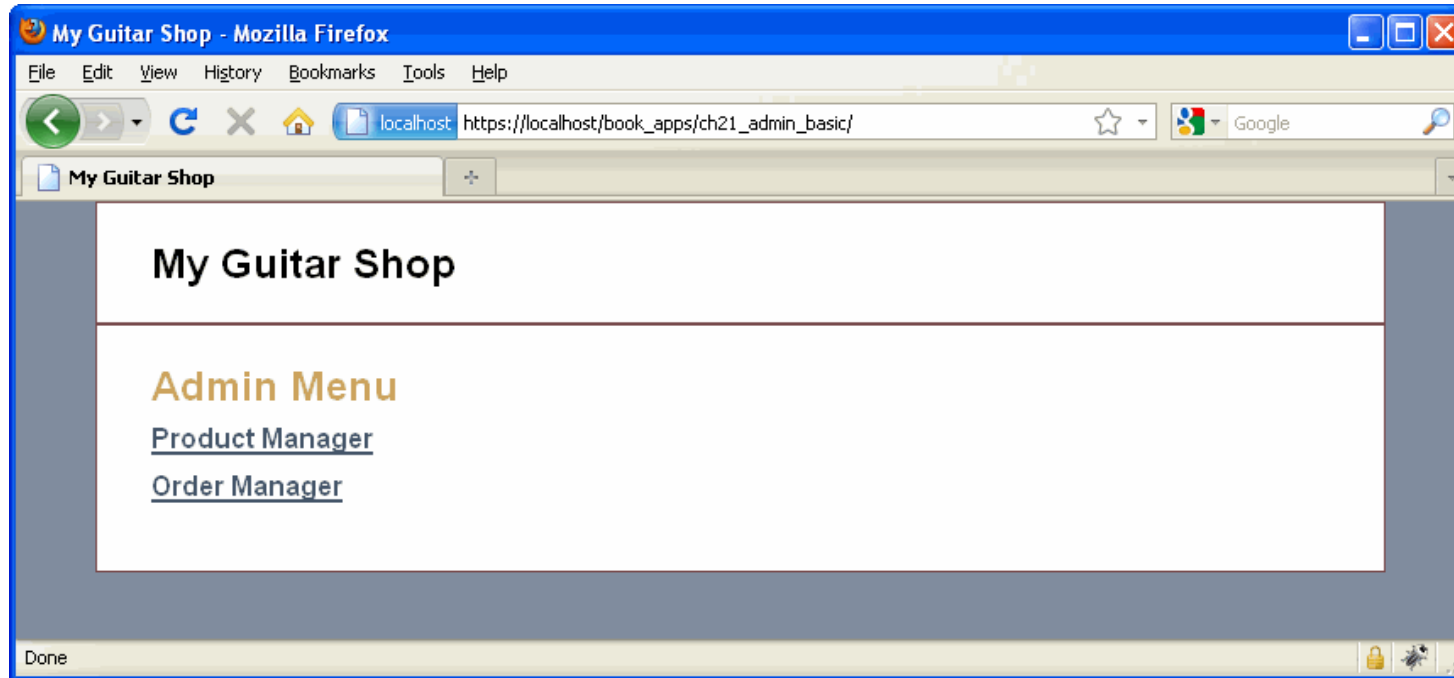 My Guitar Shop - Mozilla Firefox
File Edit View History Bookmarks Tools Help
localhost https://localhost/book_apps/ch21_admin_basic/ Google
My Guitar Shop
My Guitar Shop
Admin Menu
Product Manager
Order Manager
Done